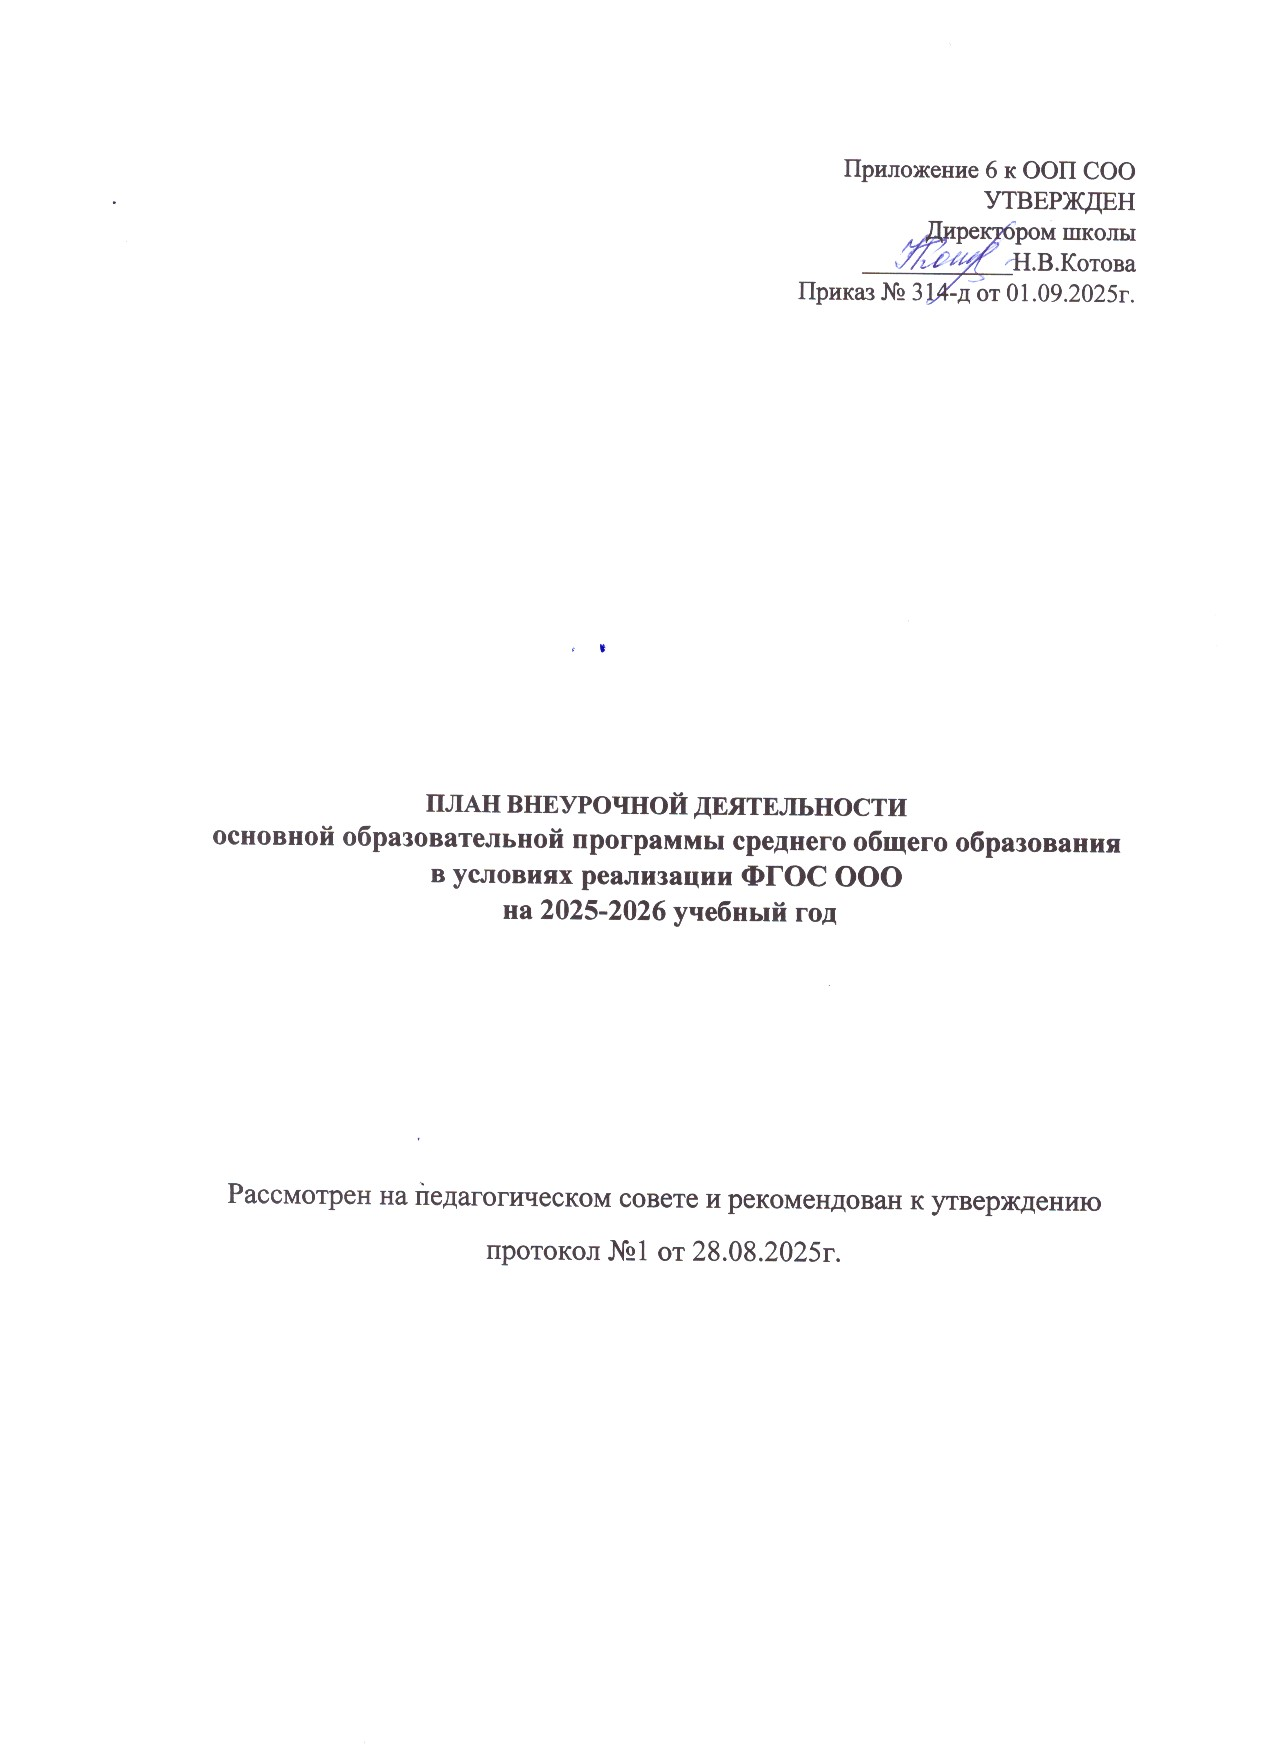 Приложение 6 к ООП СОО
УТВЕРЖДЕН
Директором школы
____________Н.В.Котова
Приказ № 314-д от 01.09.2025г.
ПЛАН ВНЕУРОЧНОЙ ДЕЯТЕЛЬНОСТИ
основной образовательной программы среднего общего образования
в условиях реализации ФГОС ООО
на 2025-2026 учебный год
Рассмотрен на педагогическом совете и рекомендован к утверждению
протокол №1 от 28.08.2025г.